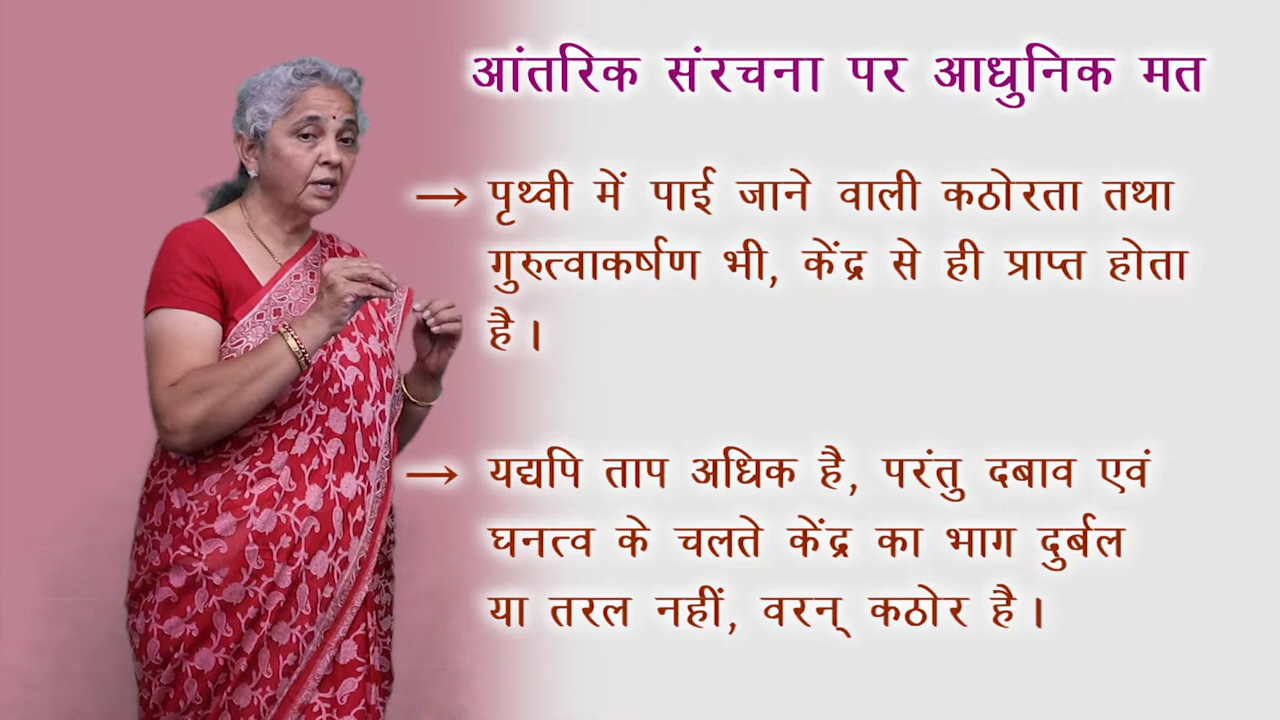 आंतरिक संरचना पर आधुनिक मत
→ पृथ्वी में पाई जाने वाली कठोरता तथा
गुरुत्वाकर्षण भी, केंद्र से ही प्राप्त होता
है।
→ यद्यपि ताप अधिक है, परंतु दबाव एवं
घनत्व के चलते केंद्र का भाग दुर्बल
या तरल नहीं, वरन् कठोर है।